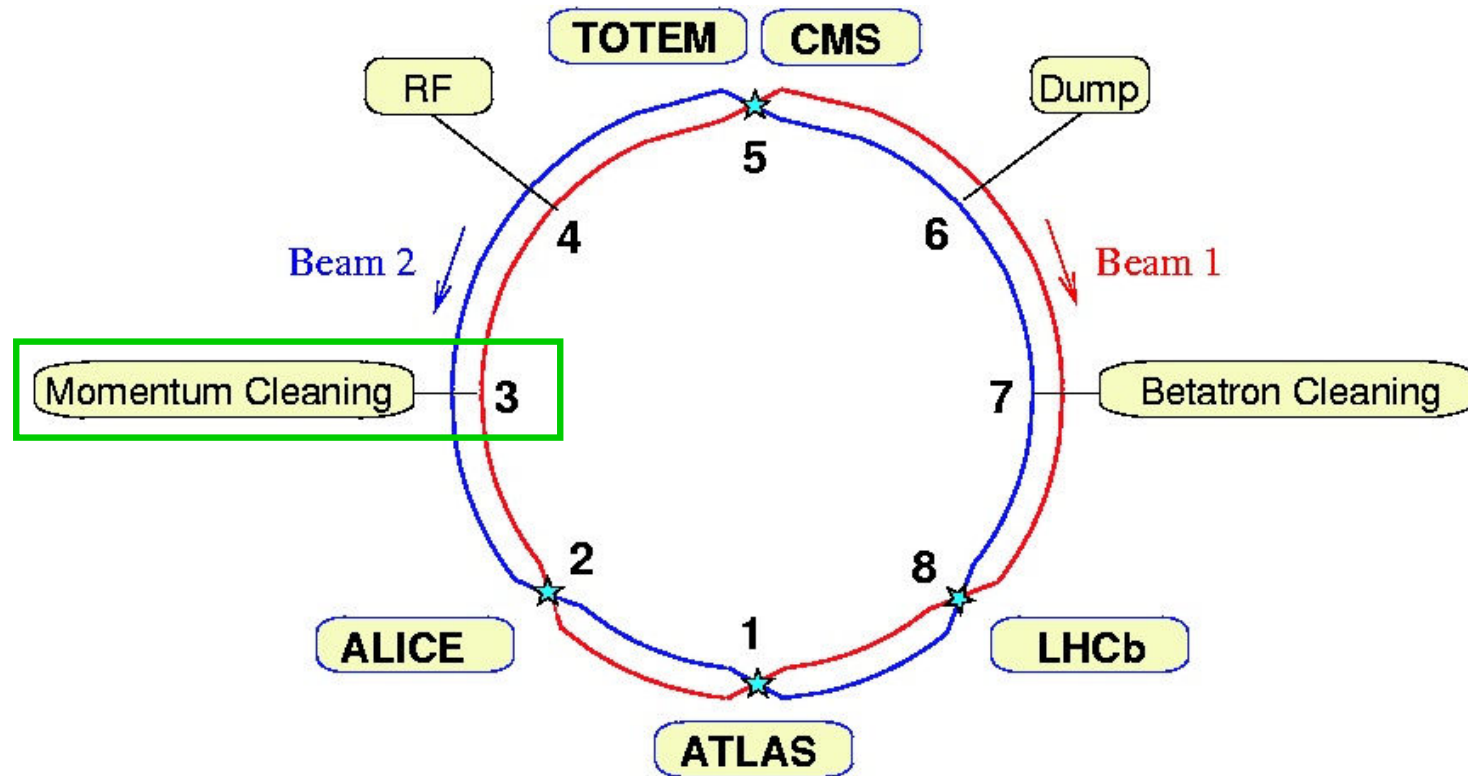 TOTEM
CMS
RF
Dump
5
4
6
Beam 2
Beam 1
Momentum Cleaning
3
7
Betatron Cleaning
2
8
1
ALICE
LHCb
ATLAS